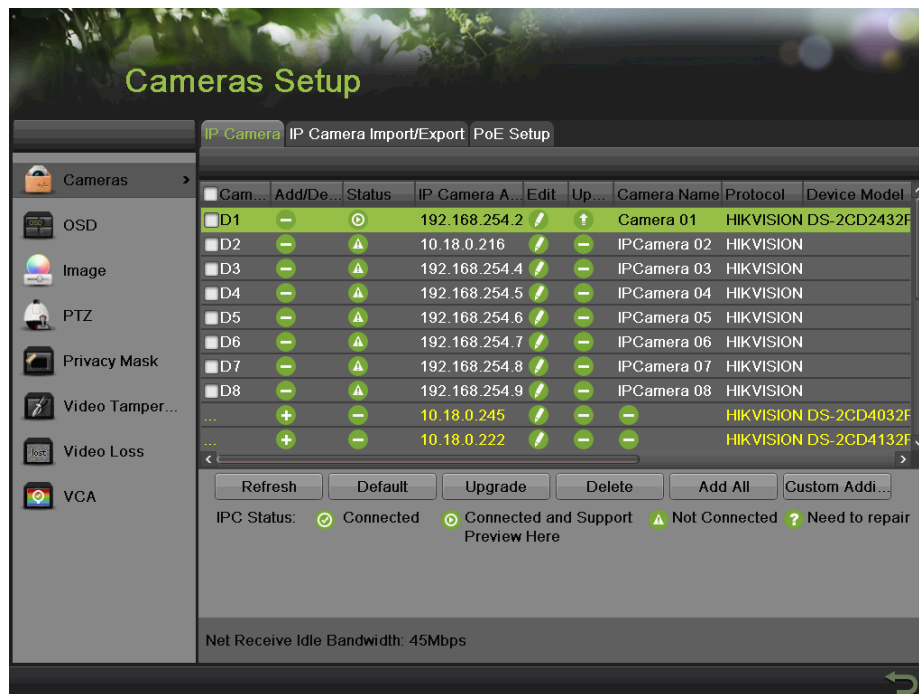 Cameras Setup
IP Camera IP Camera Import/Export PoE Setup
Cameras >
OSD
Image
PTZ
Privacy Mask
Video Tamper...
Video Loss
VCA
Cam... Add/De... Status IP Camera A... Edit Up... Camera Name Protocol Device Model
D1 192.168.254.2 Camera 01 HIKVISION DS-2CD2432F
D2 10.18.0.216 IPCamera 02 HIKVISION
D3 192.168.254.4 IPCamera 03 HIKVISION
D4 192.168.254.5 IPCamera 04 HIKVISION
D5 192.168.254.6 IPCamera 05 HIKVISION
D6 192.168.254.7 IPCamera 06 HIKVISION
D7 192.168.254.8 IPCamera 07 HIKVISION
D8 192.168.254.9 IPCamera 08 HIKVISION
... 10.18.0.245 HIKVISION DS-2CD4032F
... 10.18.0.222 HIKVISION DS-2CD4132F
Refresh Default Upgrade Delete Add All Custom Addi...
IPC Status: Connected Connected and Support Not Connected Need to repair
Preview Here
Net Receive Idle Bandwidth: 45Mbps